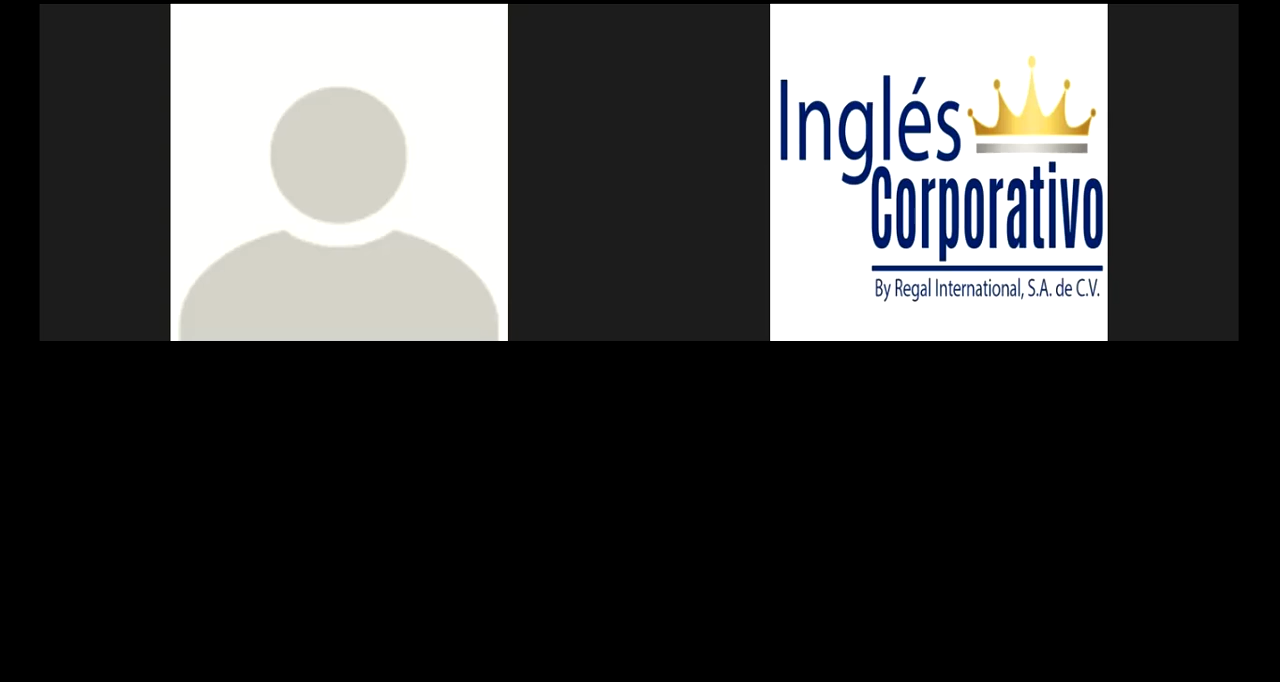 Inglés
Corporativo
By Regal International, S.A. de C.V.